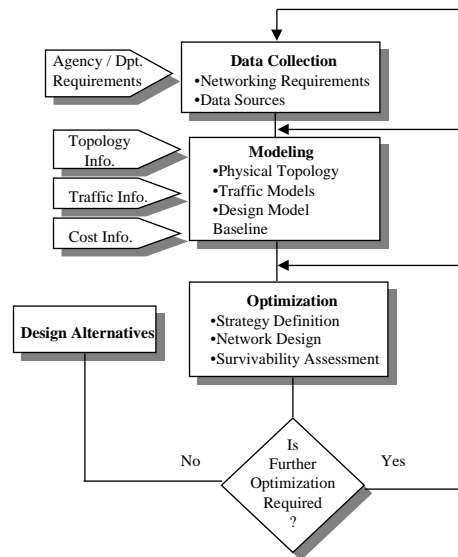 Agency / Dpt.
Requirements
Data Collection
•Networking Requirements
•Data Sources
Topology
Info.
Traffic Info.
Cost Info.
Modeling
•Physical Topology
•Traffic Models
•Design Model
Baseline
Design Alternatives
Optimization
•Strategy Definition
•Network Design
•Survivability Assessment
No
Is
Further
Optimization
Required
?
Yes